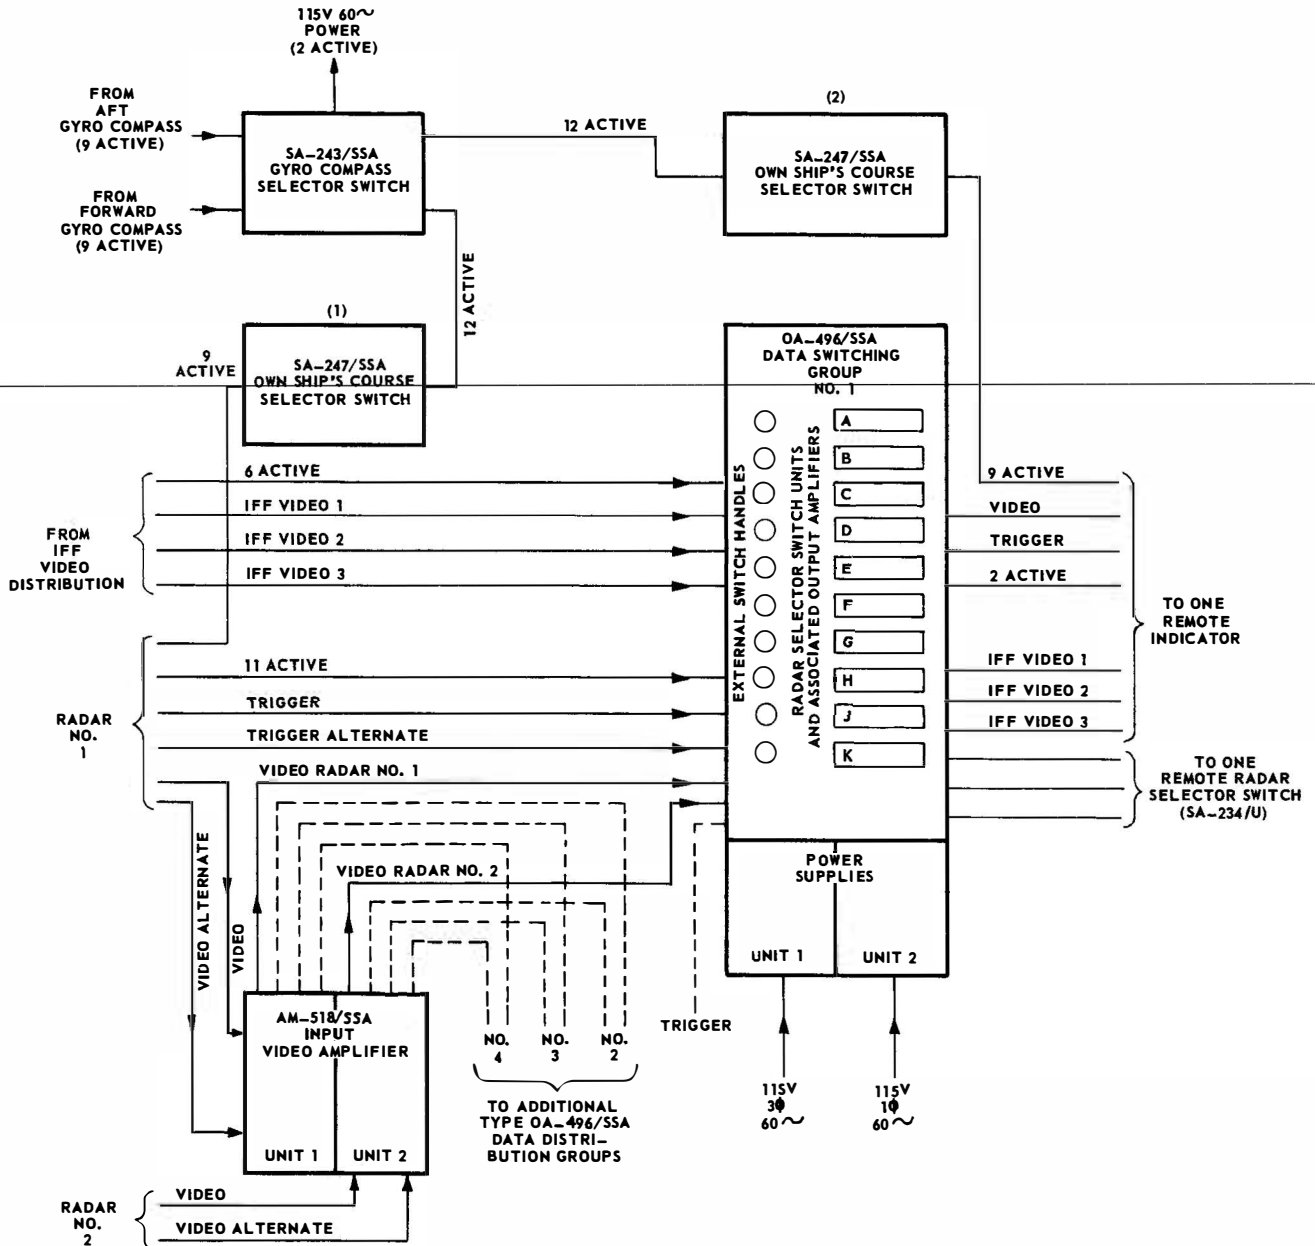 115V 60~
POWER
(2 ACTIVE)
FROM
AFT
GYRO COMPASS
(9 ACTIVE)
FROM
FORWARD
GYRO COMPASS
(9 ACTIVE)
SA-243/SSA
GYRO COMPASS
SELECTOR SWITCH
12 ACTIVE
(2)
SA-247/SSA
OWN SHIP'S COURSE
SELECTOR SWITCH
12 ACTIVE
(1)
9
ACTIVE
SA-247/SSA
OWN SHIP'S COURSE
SELECTOR SWITCH
OA-496/SSA
DATA SWITCHING
GROUP
NO. 1
EXTERNAL SWITCH HANDLES
RADAR SELECTOR SWITCH UNITS
AND ASSOCIATED OUTPUT AMPLIFIERS
A
B
C
D
E
F
G
H
J
K
FROM
IFF
VIDEO
DISTRIBUTION
6 ACTIVE
IFF VIDEO 1
IFF VIDEO 2
IFF VIDEO 3
9 ACTIVE
VIDEO
TRIGGER
2 ACTIVE
IFF VIDEO 1
IFF VIDEO 2
IFF VIDEO 3
TO ONE
REMOTE
INDICATOR
RADAR
NO.
1
11 ACTIVE
TRIGGER
TRIGGER ALTERNATE
VIDEO RADAR NO. 1
TO ONE
REMOTE RADAR
SELECTOR SWITCH
(SA-234/U)
VIDEO ALTERNATE
VIDEO
VIDEO RADAR NO. 2
POWER
SUPPLIES
UNIT 1
UNIT 2
AM-518/SSA
INPUT
VIDEO AMPLIFIER
UNIT 1
UNIT 2
NO.
4
NO.
3
NO.
2
TRIGGER
TO ADDITIONAL
TYPE OA-496/SSA
DATA DISTRI-
BUTION GROUPS
115V
3ϕ
60~
115V
1ϕ
60~
RADAR
NO.
2
VIDEO
VIDEO ALTERNATE